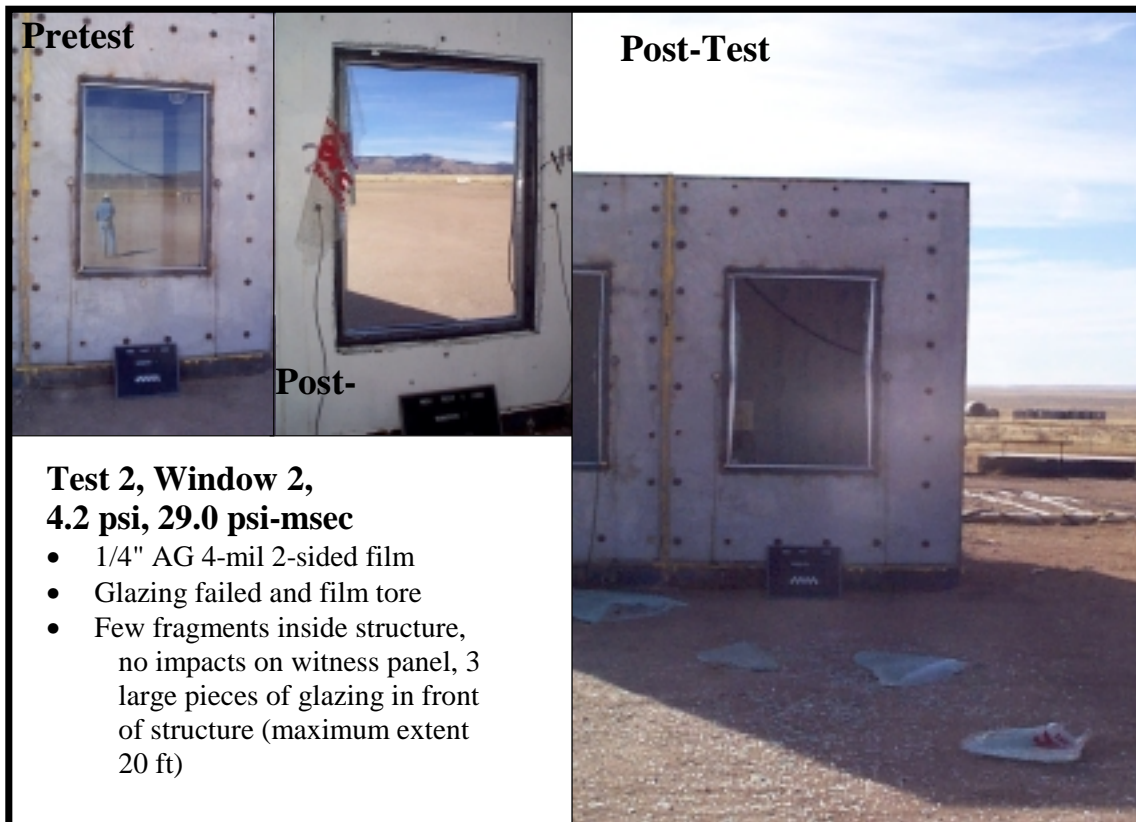 Pretest
Post-Test
Post-
Test 2, Window 2,
4.2 psi, 29.0 psi-msec
• 1/4" AG 4-mil 2-sided film
• Glazing failed and film tore
• Few fragments inside structure,
no impacts on witness panel, 3
large pieces of glazing in front
of structure (maximum extent
20 ft)